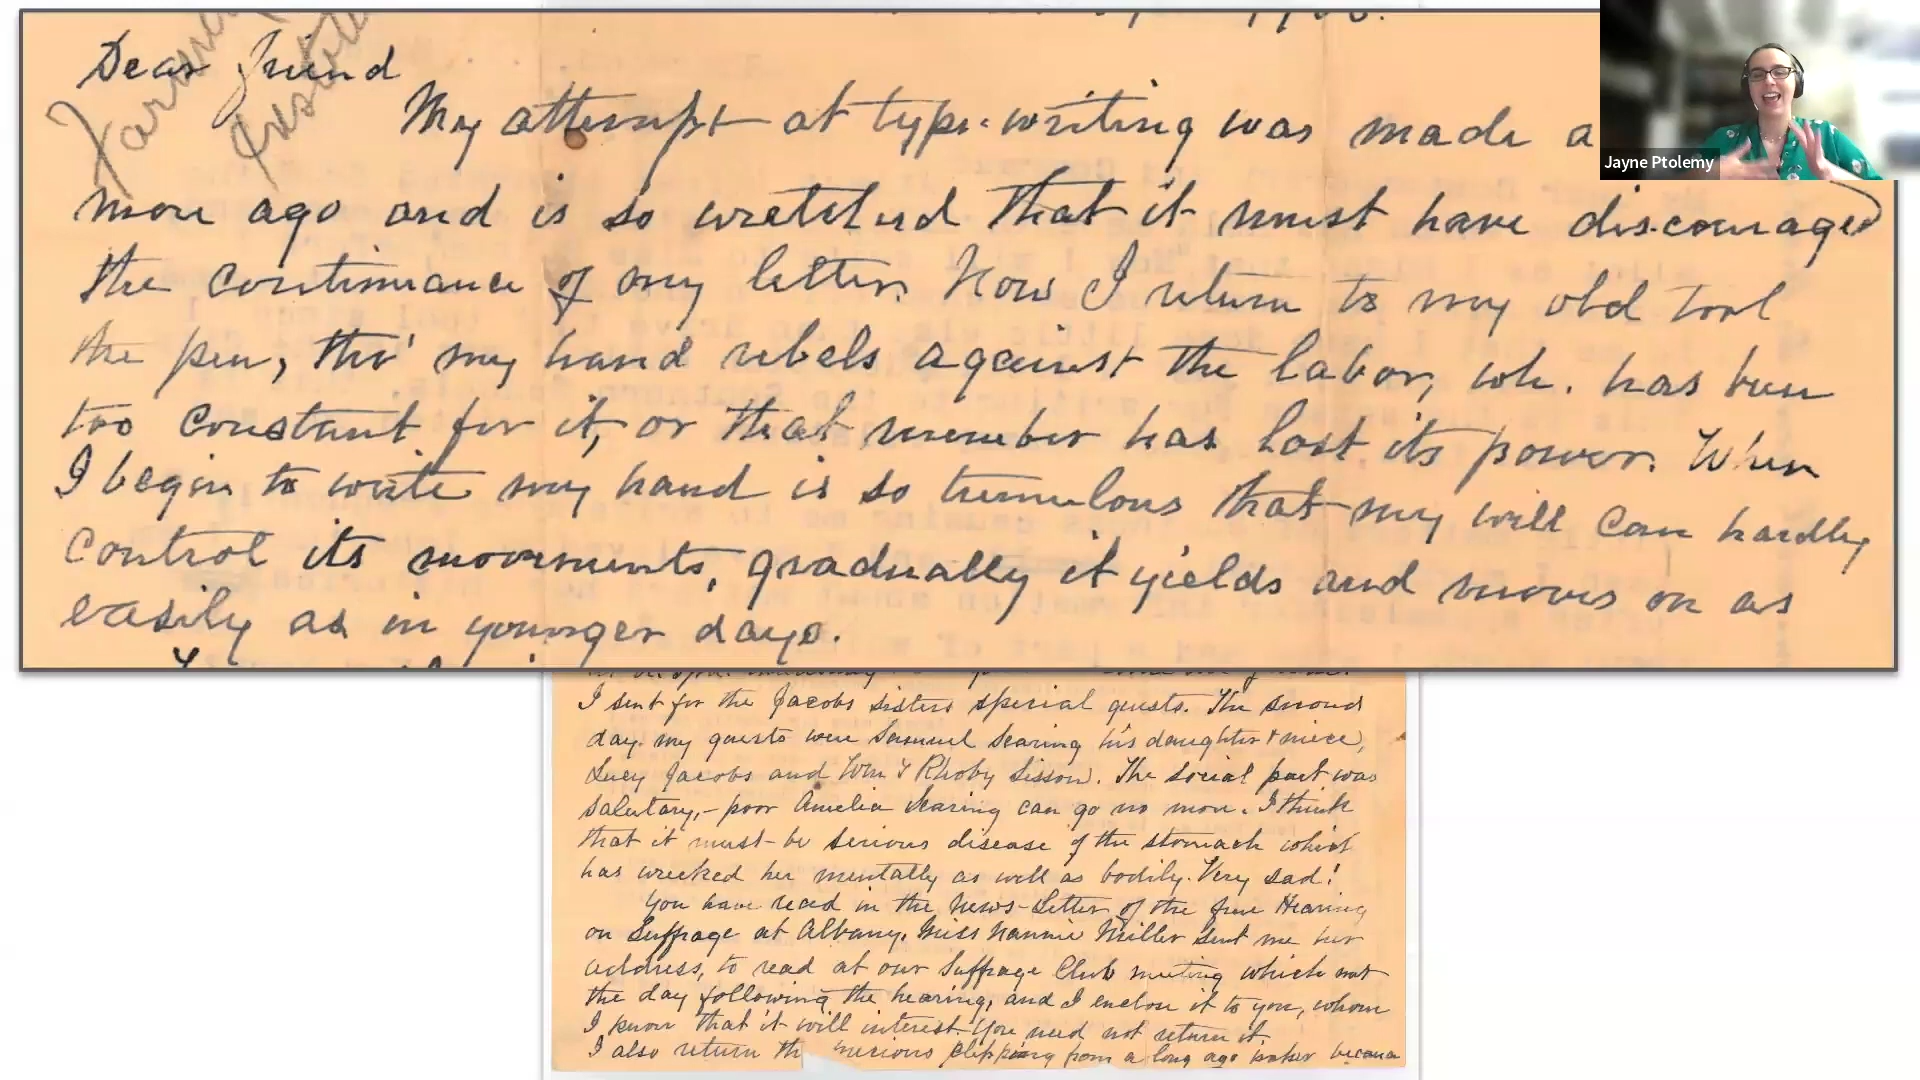 Dear Friend
My attempt at type-writing was made a
more ago and is so wretched that it must have discouraged
the continuance of my letter. Now I return to my old tool
the pen, tho' my hand rebels against the labor, wh. has been
too constant for it, or that member has lost its power. When
I begin to write my hand is so tremulous that my will can hardly
control its movements, gradually it yields and moves on as
easily as in younger days.
Jayne Ptolemy
I sent for the Jacobs sisters special guests. The second
day my guests were Samuel Searing his daughter & niece,
Lucy Jacobs and Wm & Rhoby Sisson. The social part was
salutary,- poor Amelia Searing can go no more. I think
that it must be serious disease of the stomach which
has wrecked her mentally as well as bodily. Very sad!
You have read in the News-Letter of the fine Hearing
on Suffrage at Albany. Miss Nannie Miller sent me her
address, to read at our Suffrage Club meeting which met
the day following the hearing, and I enclose it to you, whom
I know that it will interest. You need not return it.
I also return clipping from a long ago because